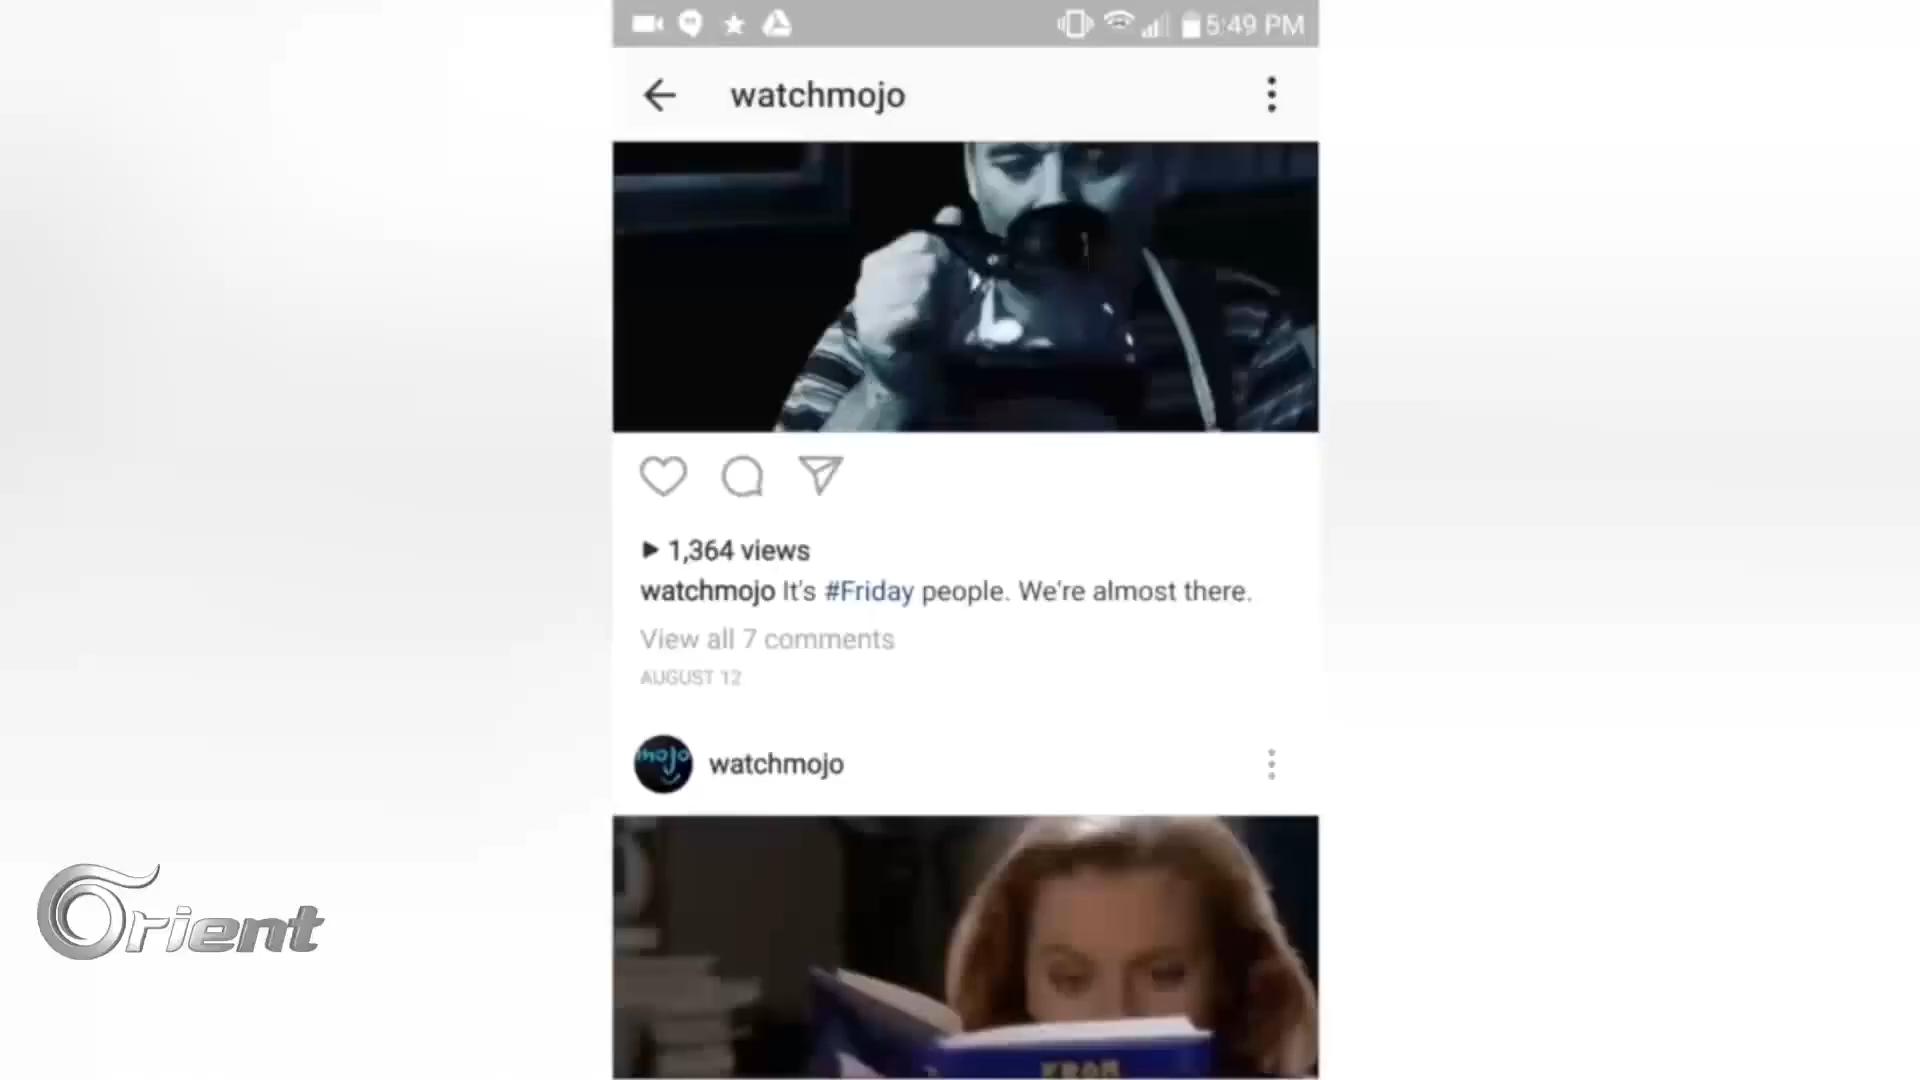 5:49 PM
watchmojo
1,364 views
watchmojo It's #Friday people. We're almost there.
View all 7 comments
AUGUST 12
mojo
watchmojo
Orient